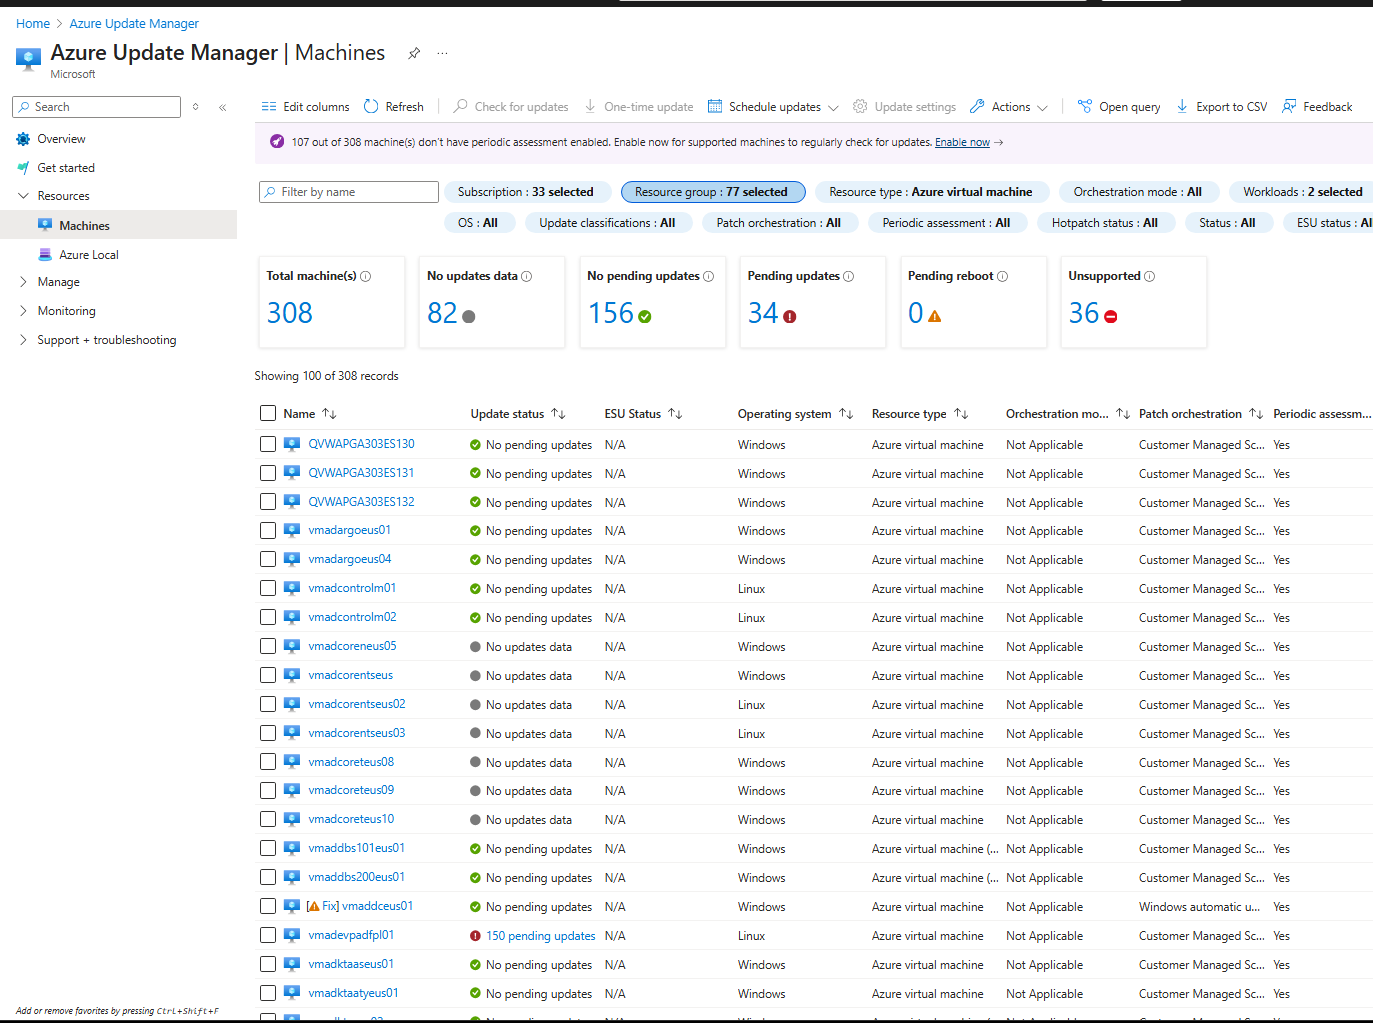 Home > Azure Update Manager
Azure Update Manager | Machines
Microsoft
Search
Overview
Get started
Resources
Machines
Azure Local
Manage
Monitoring
Support + troubleshooting
Add or remove favorites by pressing Ctrl+Shift+F
Edit columns Refresh Check for updates One-time update Schedule updates Update settings Actions Open query Export to CSV Feedback
107 out of 308 machine(s) don't have periodic assessment enabled. Enable now for supported machines to regularly check for updates. Enable now →
Filter by name Subscription : 33 selected Resource group : 77 selected Resource type : Azure virtual machine Orchestration mode : All Workloads : 2 selected
OS : All Update classifications : All Patch orchestration : All Periodic assessment : All Hotpatch status : All Status : All ESU status : All
Total machine(s) No updates data No pending updates Pending updates Pending reboot Unsupported
308 82 156 34 0 36
Showing 100 of 308 records
Name Update status ESU Status Operating system Resource type Orchestration mo... Patch orchestration Periodic assessm...
QVWAPGA303ES130 No pending updates N/A Windows Azure virtual machine Not Applicable Customer Managed Sc... Yes
QVWAPGA303ES131 No pending updates N/A Windows Azure virtual machine Not Applicable Customer Managed Sc... Yes
QVWAPGA303ES132 No pending updates N/A Windows Azure virtual machine Not Applicable Customer Managed Sc... Yes
vmadargoeus01 No pending updates N/A Windows Azure virtual machine Not Applicable Customer Managed Sc... Yes
vmadargoeus04 No pending updates N/A Windows Azure virtual machine Not Applicable Customer Managed Sc... Yes
vmadcontrolm01 No pending updates N/A Linux Azure virtual machine Not Applicable Customer Managed Sc... Yes
vmadcontrolm02 No pending updates N/A Linux Azure virtual machine Not Applicable Customer Managed Sc... Yes
vmadcoreneus05 No updates data N/A Windows Azure virtual machine Not Applicable Customer Managed Sc... Yes
vmadcorentseus No updates data N/A Windows Azure virtual machine Not Applicable Customer Managed Sc... Yes
vmadcorentseus02 No updates data N/A Linux Azure virtual machine Not Applicable Customer Managed Sc... Yes
vmadcorentseus03 No updates data N/A Linux Azure virtual machine Not Applicable Customer Managed Sc... Yes
vmadcoreteus08 No updates data N/A Windows Azure virtual machine Not Applicable Customer Managed Sc... Yes
vmadcoreteus09 No updates data N/A Windows Azure virtual machine Not Applicable Customer Managed Sc... Yes
vmadcoreteus10 No updates data N/A Windows Azure virtual machine Not Applicable Customer Managed Sc... Yes
vmaddbs101eus01 No pending updates N/A Windows Azure virtual machine (... Not Applicable Customer Managed Sc... Yes
vmaddbs200eus01 No pending updates N/A Windows Azure virtual machine (... Not Applicable Customer Managed Sc... Yes
[Fix] vmaddceus01 No pending updates N/A Windows Azure virtual machine Not Applicable Windows automatic u... Yes
vmadevpadfpl01 150 pending updates N/A Linux Azure virtual machine Not Applicable Customer Managed Sc... Yes
vmadktaaseus01 No pending updates N/A Windows Azure virtual machine Not Applicable Customer Managed Sc... Yes
vmadktaatyeus01 No pending updates N/A Windows Azure virtual machine Not Applicable Customer Managed Sc... Yes